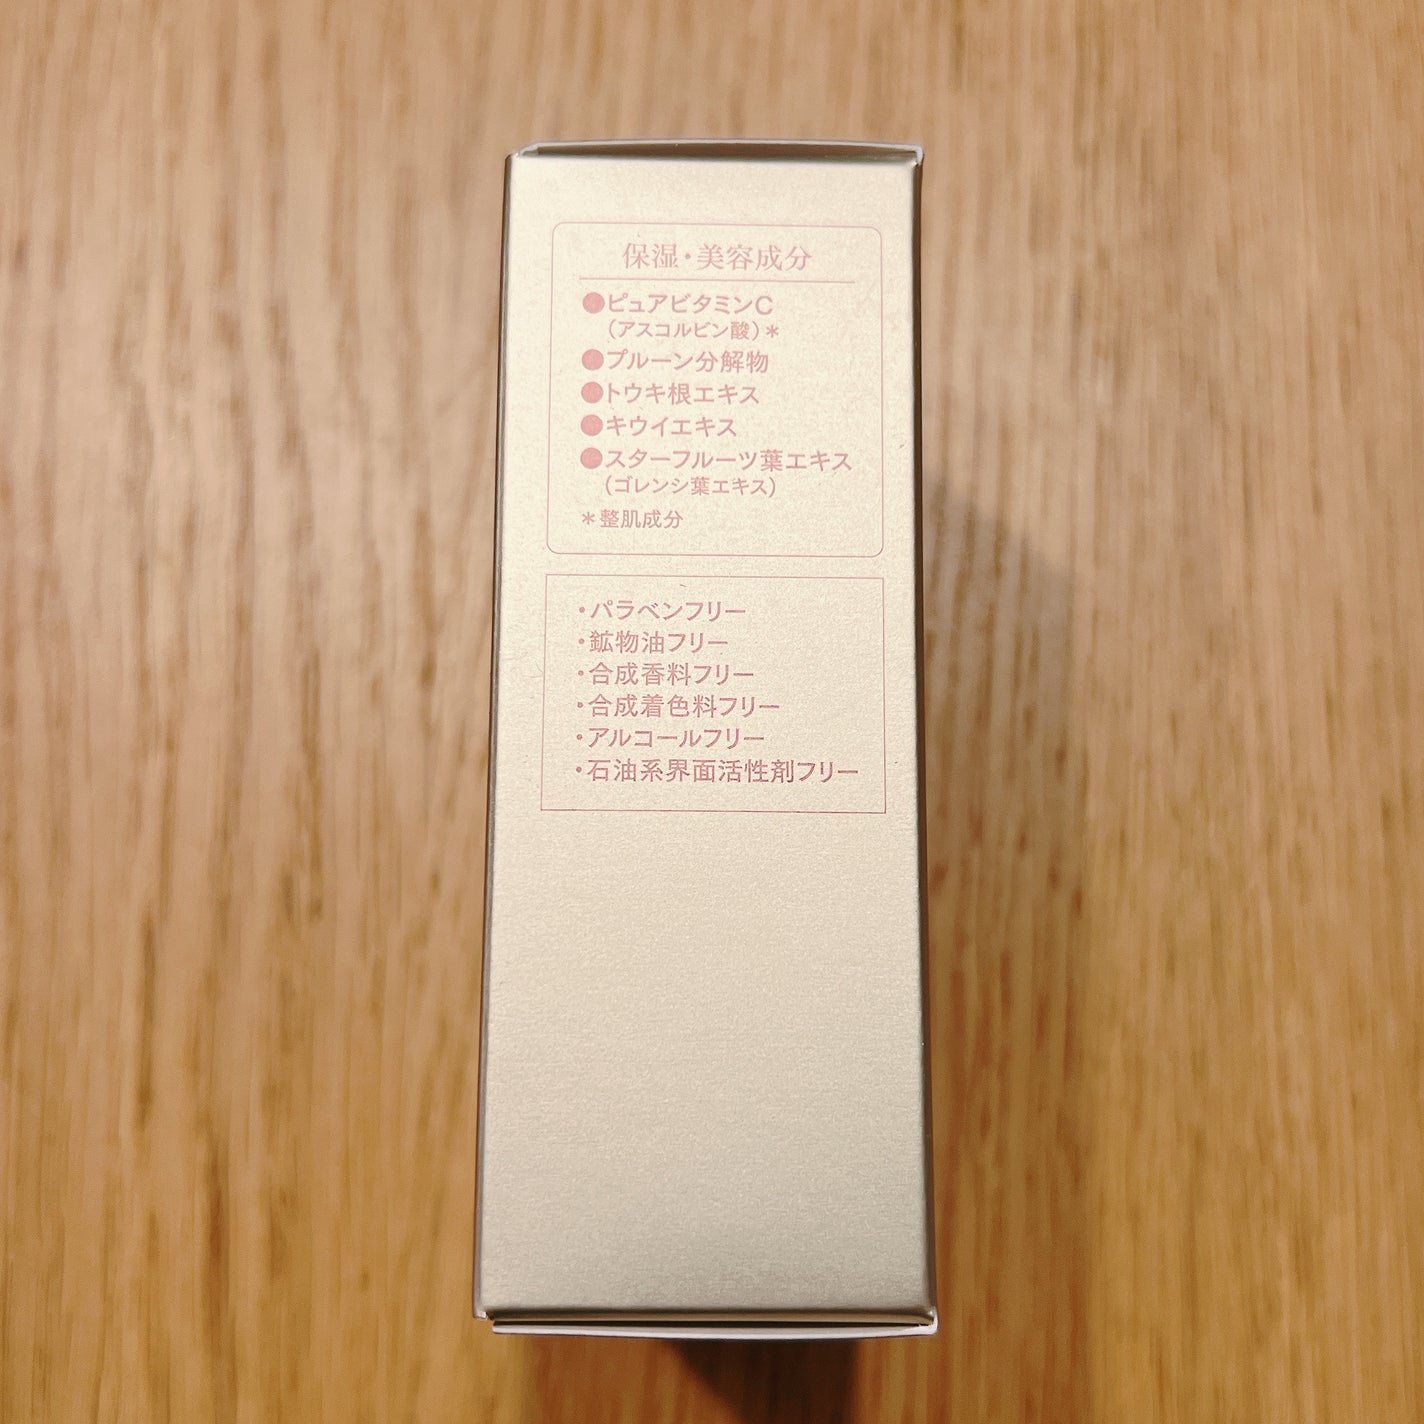 保湿・美容成分
●ピュアビタミンC
（アスコルビン酸）＊
●プルーン分解物
●トウキ根エキス
●キウイエキス
●スターフルーツ葉エキス
（ゴレンシ葉エキス）
＊整肌成分
・パラベンフリー
・鉱物油フリー
・合成香料フリー
・合成着色料フリー
・アルコールフリー
・石油系界面活性剤フリー